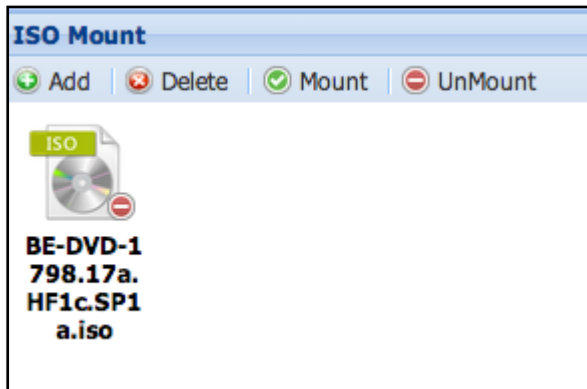 ISO Mount
Add Delete Mount UnMount
ISO
BE-DVD-1
798.17a.
HF1c.SP1
a.iso